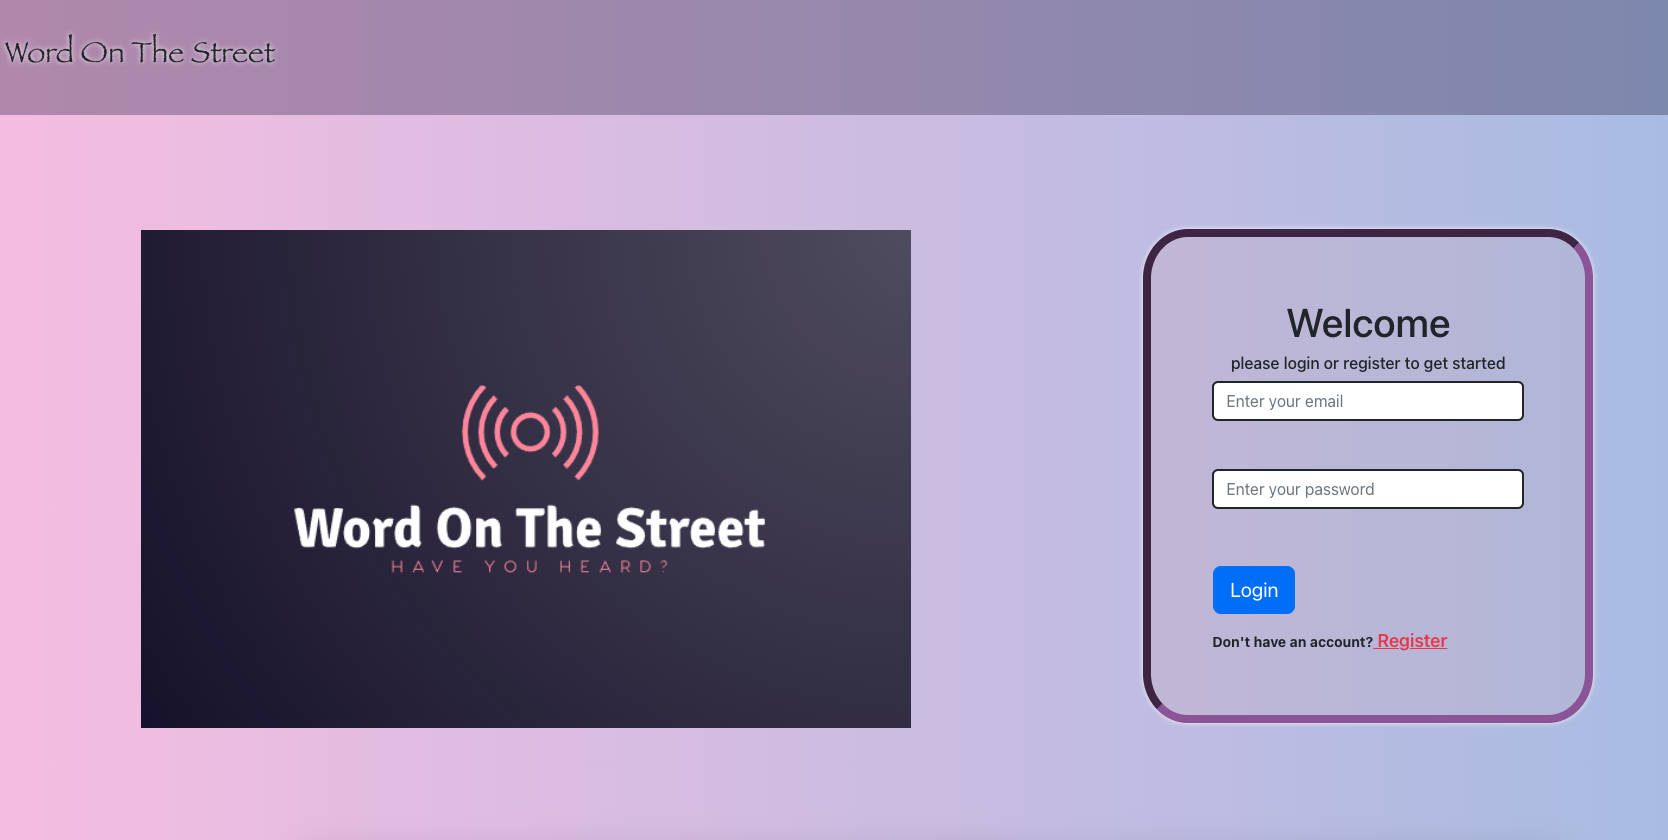 Word On The Street
Word On The Street
HAVE YOU HEARD?
Welcome
please login or register to get started
Enter your email
Enter your password
Login
Don't have an account? Register